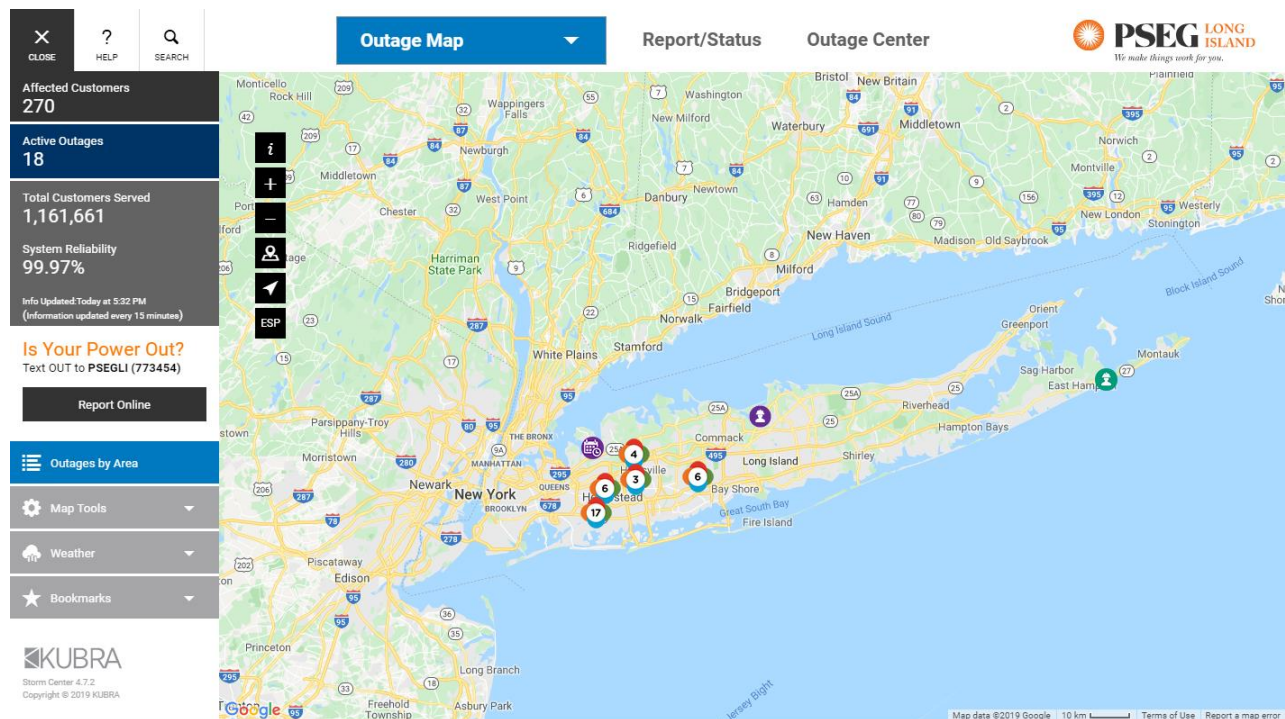 CLOSE
HELP
SEARCH
Outage Map
Report/Status
Outage Center
PSEG LONG ISLAND
We make things work for you.
Affected Customers
270
Active Outages
18
Total Customers Served
1,161,661
System Reliability
99.97%
Info Updated:Today at 5:32 PM
(Information updated every 15 minutes)
Is Your Power Out?
Text OUT to PSEGLI (773454)
Report Online
Outages by Area
Map Tools
Weather
Bookmarks
KUBRA
Storm Center 4.7.2
Copyright © 2019 KUBRA
i
+
−
ESP
Monticello
Rock Hill
Wappingers Falls
Washington
New Milford
Bristol
New Britain
Plainfield
Waterbury
Middletown
Norwich
Newburgh
Montville
Middletown
Chester
West Point
Danbury
Newtown
Hamden
New London
Westerly
Stonington
Ridgefield
New Haven
Madison
Old Saybrook
Harriman State Park
Milford
Bridgeport
Fairfield
Norwalk
Block Island Sound
Long Island Sound
Orient
Greenport
White Plains
Stamford
Montauk
Sag Harbor
Riverhead
Hampton Bays
Parsippany-Troy Hills
THE BRONX
Commack
Morristown
MANHATTAN
Long Island
Shirley
Newark
New York
QUEENS
Bay Shore
BROOKLYN
Great South Bay
Fire Island
4
3
6
6
17
Piscataway
Edison
Princeton
Long Branch
Freehold Township
Asbury Park
Google
Map data ©2019 Google
10 km
Terms of Use
Report a map error